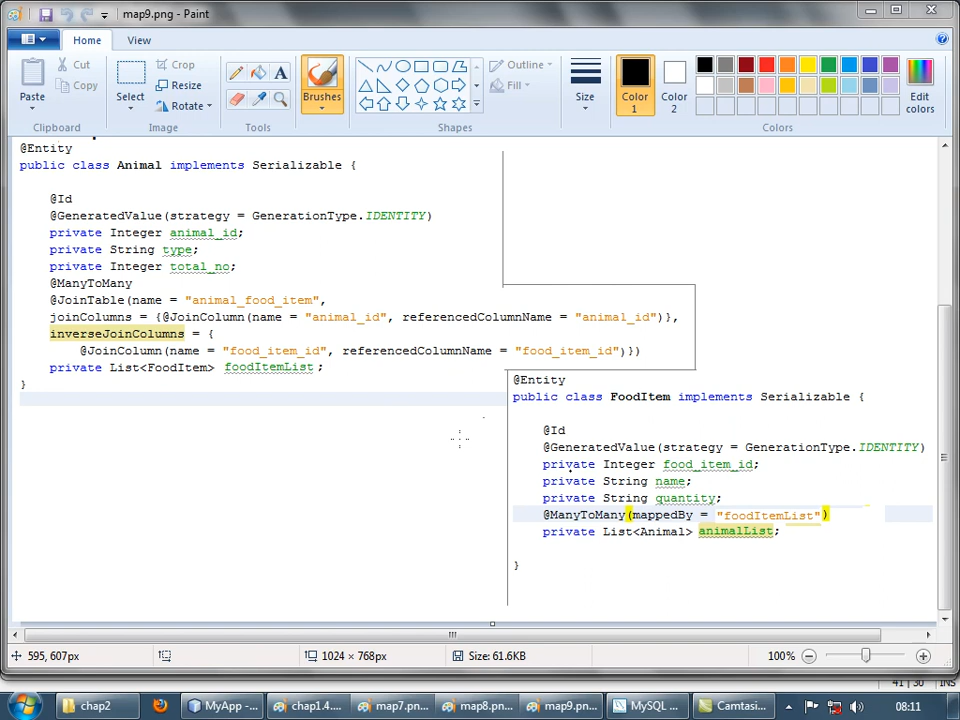 map9.png - Paint
Home
View
Paste
Cut
Copy
Clipboard
Select
Crop
Resize
Rotate
Image
A
Tools
Brushes
Outline
Fill
Shapes
Size
Color
1
Color
2
Edit
colors
Colors
@Entity
public class Animal implements Serializable {
@Id
@GeneratedValue(strategy = GenerationType.IDENTITY)
private Integer animal_id;
private String type;
private Integer total_no;
@ManyToMany
@JoinTable(name = "animal_food_item",
joinColumns = {@JoinColumn(name = "animal_id", referencedColumnName = "animal_id")},
inverseJoinColumns = {
@JoinColumn(name = "food_item_id", referencedColumnName = "food_item_id")})
private List<FoodItem> foodItemList ;
}
@Entity
public class FoodItem implements Serializable {
@Id
@GeneratedValue(strategy = GenerationType.IDENTITY)
private Integer food_item_id;
private String name;
private String quantity;
@ManyToMany(mappedBy = "foodItemList")
private List<Animal> animalList;
}
595, 607px
1024 × 768px
Size: 61.6KB
100%
41 | 30
INS
chap2
MyApp - ...
chap1.4....
map7.pn...
map8.pn...
map9.pn...
MySQL ...
Camtasi...
08:11